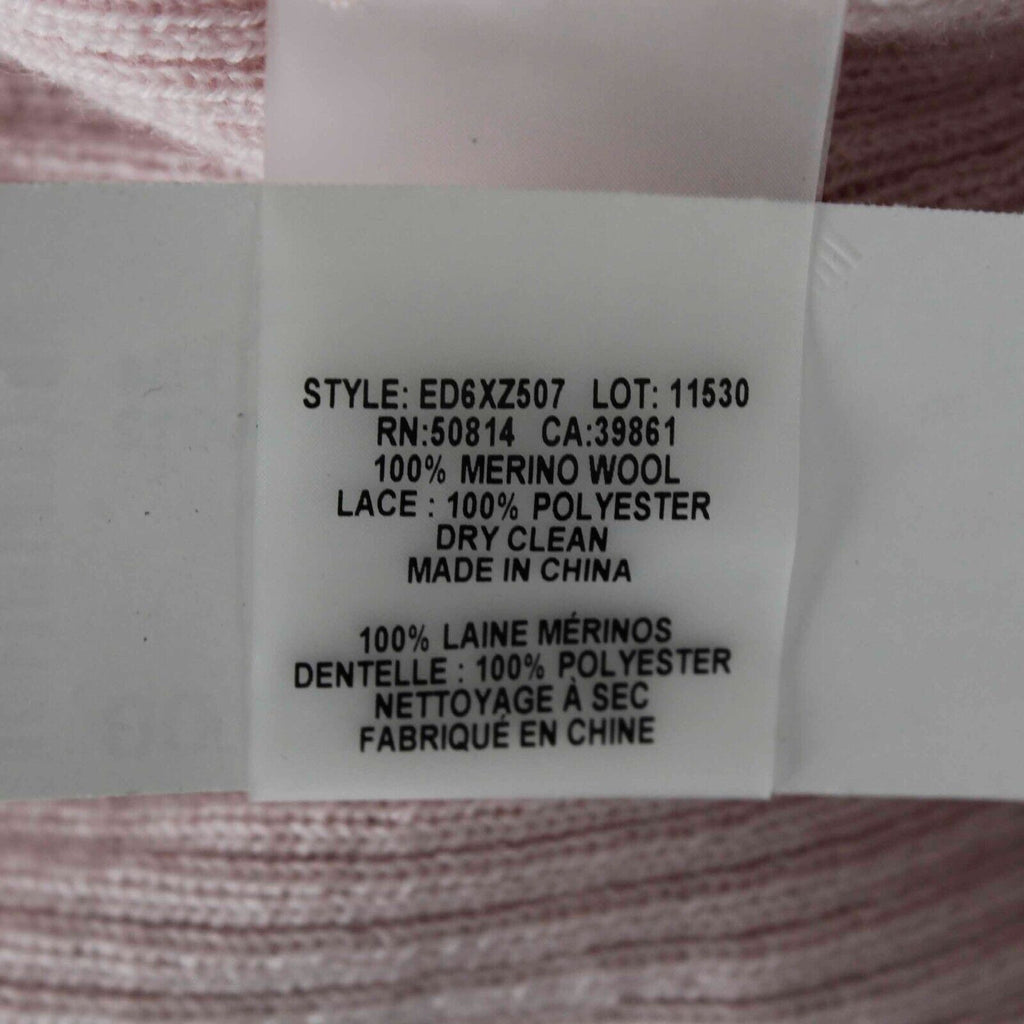 STYLE: ED6XZ507 LOT: 11530
RN:50814 CA:39861
100% MERINO WOOL
LACE : 100% POLYESTER
DRY CLEAN
MADE IN CHINA
100% LAINE MÉRINOS
DENTELLE : 100% POLYESTER
NETTOYAGE À SEC
FABRIQUÉ EN CHINE